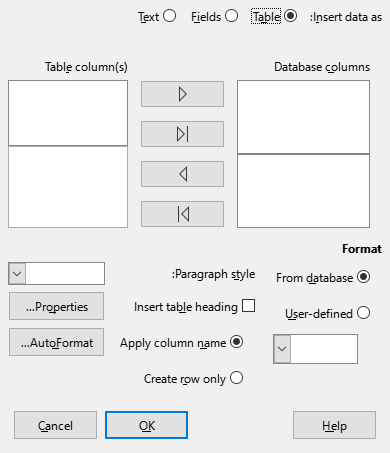 :Insert data as
Table
Fields
Text
Database columns
Table column(s)
Format
From database
User-defined
:Paragraph style
Insert table heading
Apply column name
Create row only
...Properties
...AutoFormat
Help
OK
Cancel